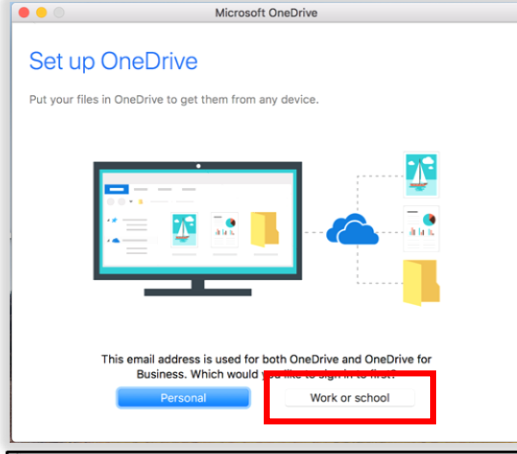 Microsoft OneDrive
Set up OneDrive
Put your files in OneDrive to get them from any device.
This email address is used for both OneDrive and OneDrive for
Business. Which would you like to sign in to first?
Personal
Work or school